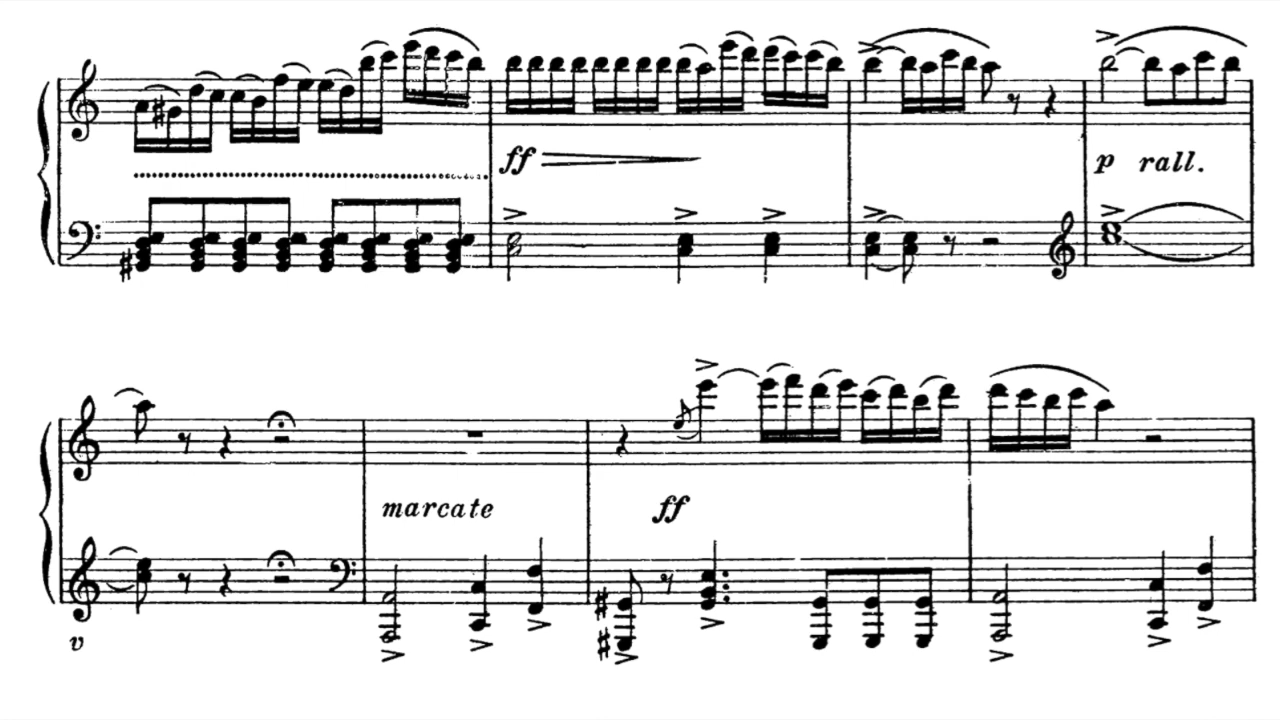 ff
p rall.
marcate
ff
v